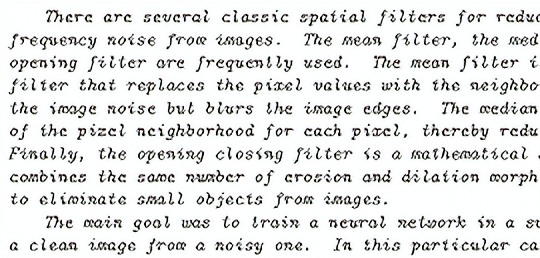 There are several classic spatial filters for redu
frequency noise from images. The mean filter, the med
opening filter are frequently used. The mean filter i
filter that replaces the pixel values with the neighbo
the image noise but blurs the image edges. The median
of the pixel neighborhood for each pixel, thereby redu
Finally, the opening closing filter is a mathematical
combines the same number of erosion and dilation morph
to eliminate small objects from images.
The main goal was to train a neural network in a su
a clean image from a noisy one. In this particular ca